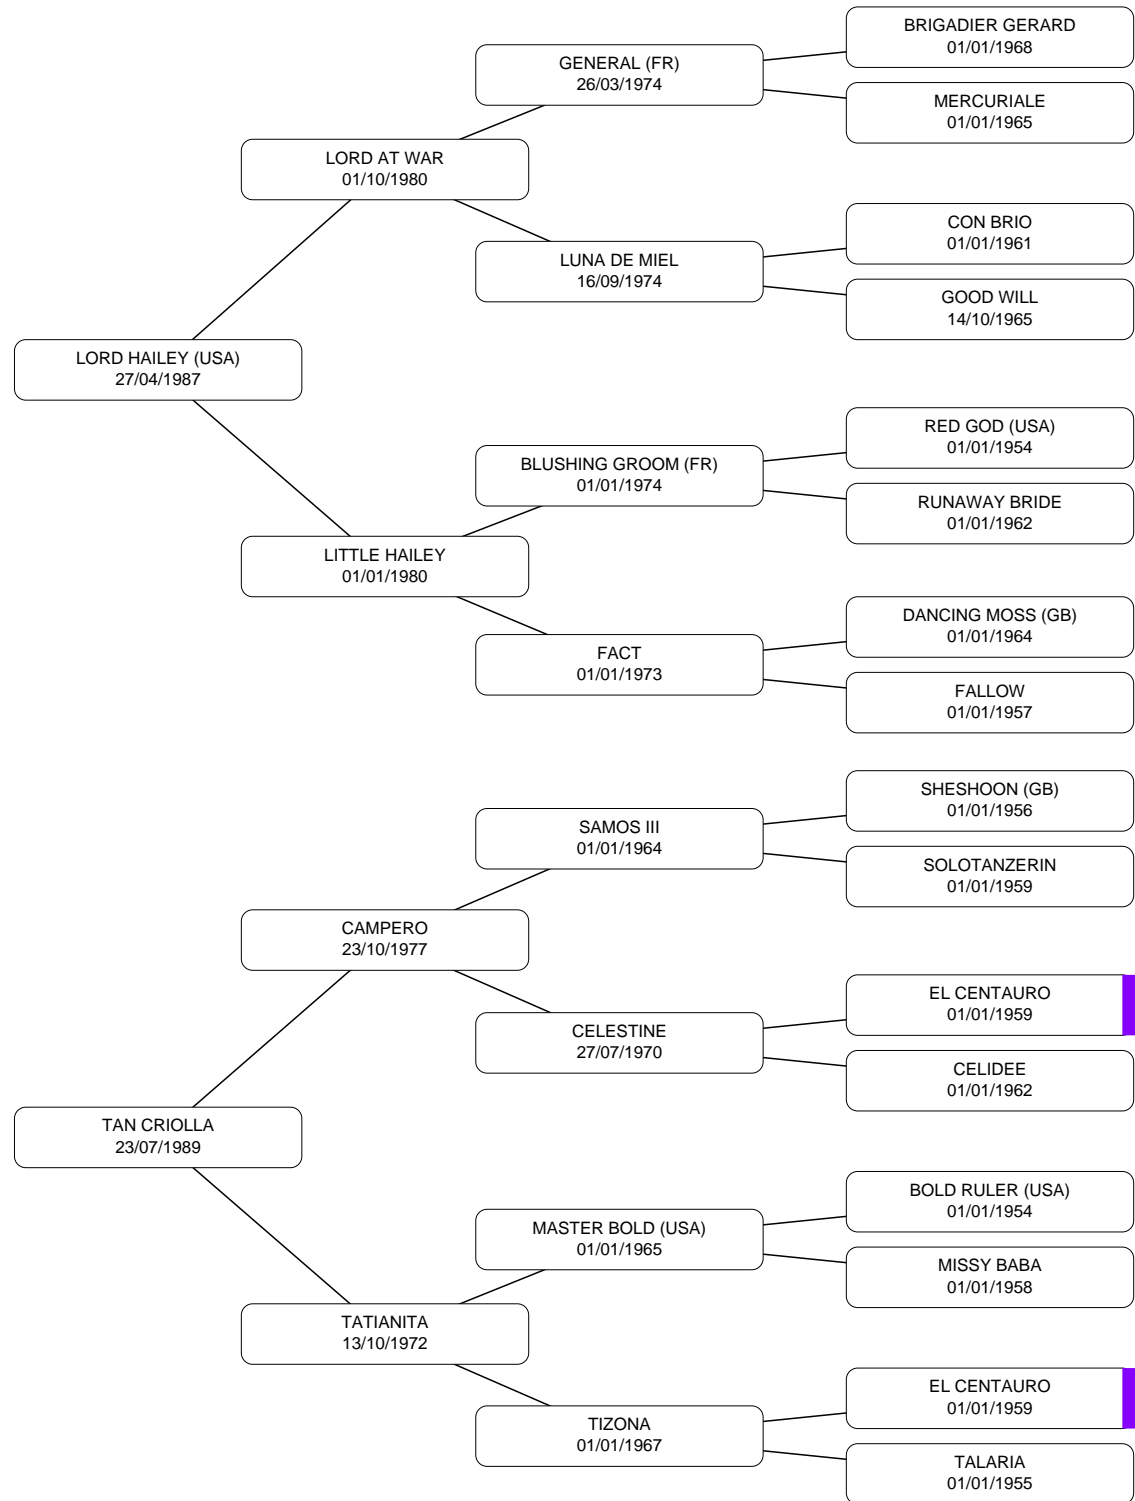 BRIGADIER GERARD
01/01/1968
GENERAL (FR)
26/03/1974
MERCURIALE
01/01/1965
LORD AT WAR
01/10/1980
CON BRIO
01/01/1961
LUNA DE MIEL
16/09/1974
GOOD WILL
14/10/1965
LORD HAILEY (USA)
27/04/1987
RED GOD (USA)
01/01/1954
BLUSHING GROOM (FR)
01/01/1974
RUNAWAY BRIDE
01/01/1962
LITTLE HAILEY
01/01/1980
DANCING MOSS (GB)
01/01/1964
FACT
01/01/1973
FALLOW
01/01/1957
SHESHOON (GB)
01/01/1956
SAMOS III
01/01/1964
SOLOTANZERIN
01/01/1959
CAMPERO
23/10/1977
EL CENTAURO
01/01/1959
CELESTINE
27/07/1970
CELIDEE
01/01/1962
TAN CRIOLLA
23/07/1989
BOLD RULER (USA)
01/01/1954
MASTER BOLD (USA)
01/01/1965
MISSY BABA
01/01/1958
TATIANITA
13/10/1972
EL CENTAURO
01/01/1959
TIZONA
01/01/1967
TALARIA
01/01/1955